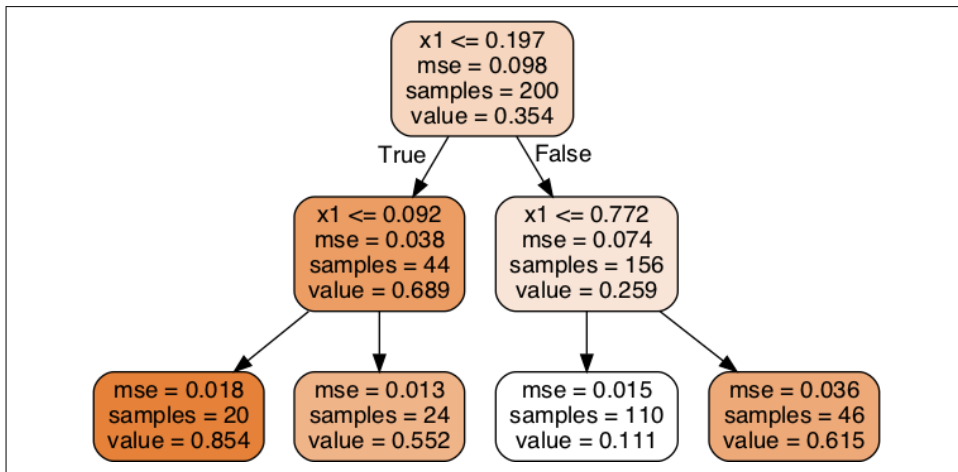 x1 <= 0.197
mse = 0.098
samples = 200
value = 0.354
True
False
x1 <= 0.092
mse = 0.038
samples = 44
value = 0.689
x1 <= 0.772
mse = 0.074
samples = 156
value = 0.259
mse = 0.018
samples = 20
value = 0.854
mse = 0.013
samples = 24
value = 0.552
mse = 0.015
samples = 110
value = 0.111
mse = 0.036
samples = 46
value = 0.615